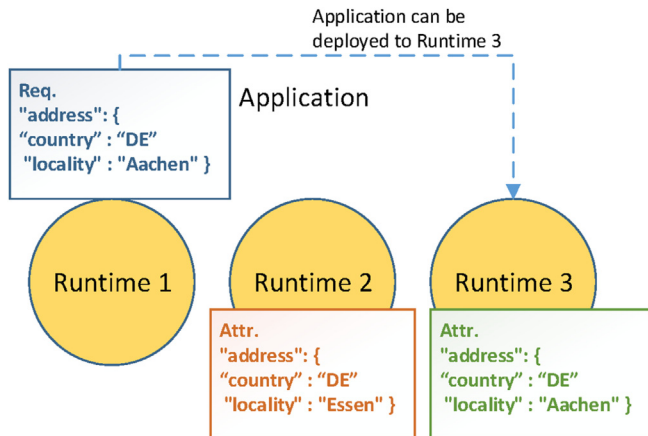 Application can be
deployed to Runtime 3
Req.
"address": {
“country” : “DE”
"locality" : "Aachen" }
Application
Runtime 1
Runtime 2
Runtime 3
Attr.
"address": {
“country” : “DE”
"locality" : "Essen" }
Attr.
"address": {
“country” : “DE”
"locality" : "Aachen" }